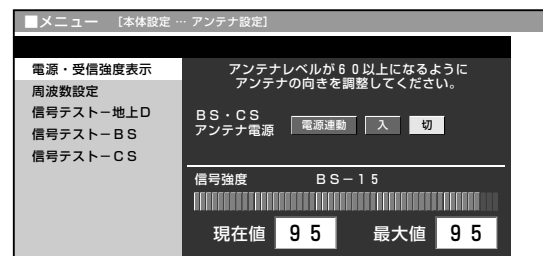 ■メニュー [本体設定 … アンテナ設定]
電源・受信強度表示
周波数設定
信号テストー地上D
信号テストーBS
信号テストーCS
アンテナレベルが60以上になるように
アンテナの向きを調整してください。
BS・CS
アンテナ電源 電源連動 入 切
信号強度 BS－15
現在値 95 最大値 95